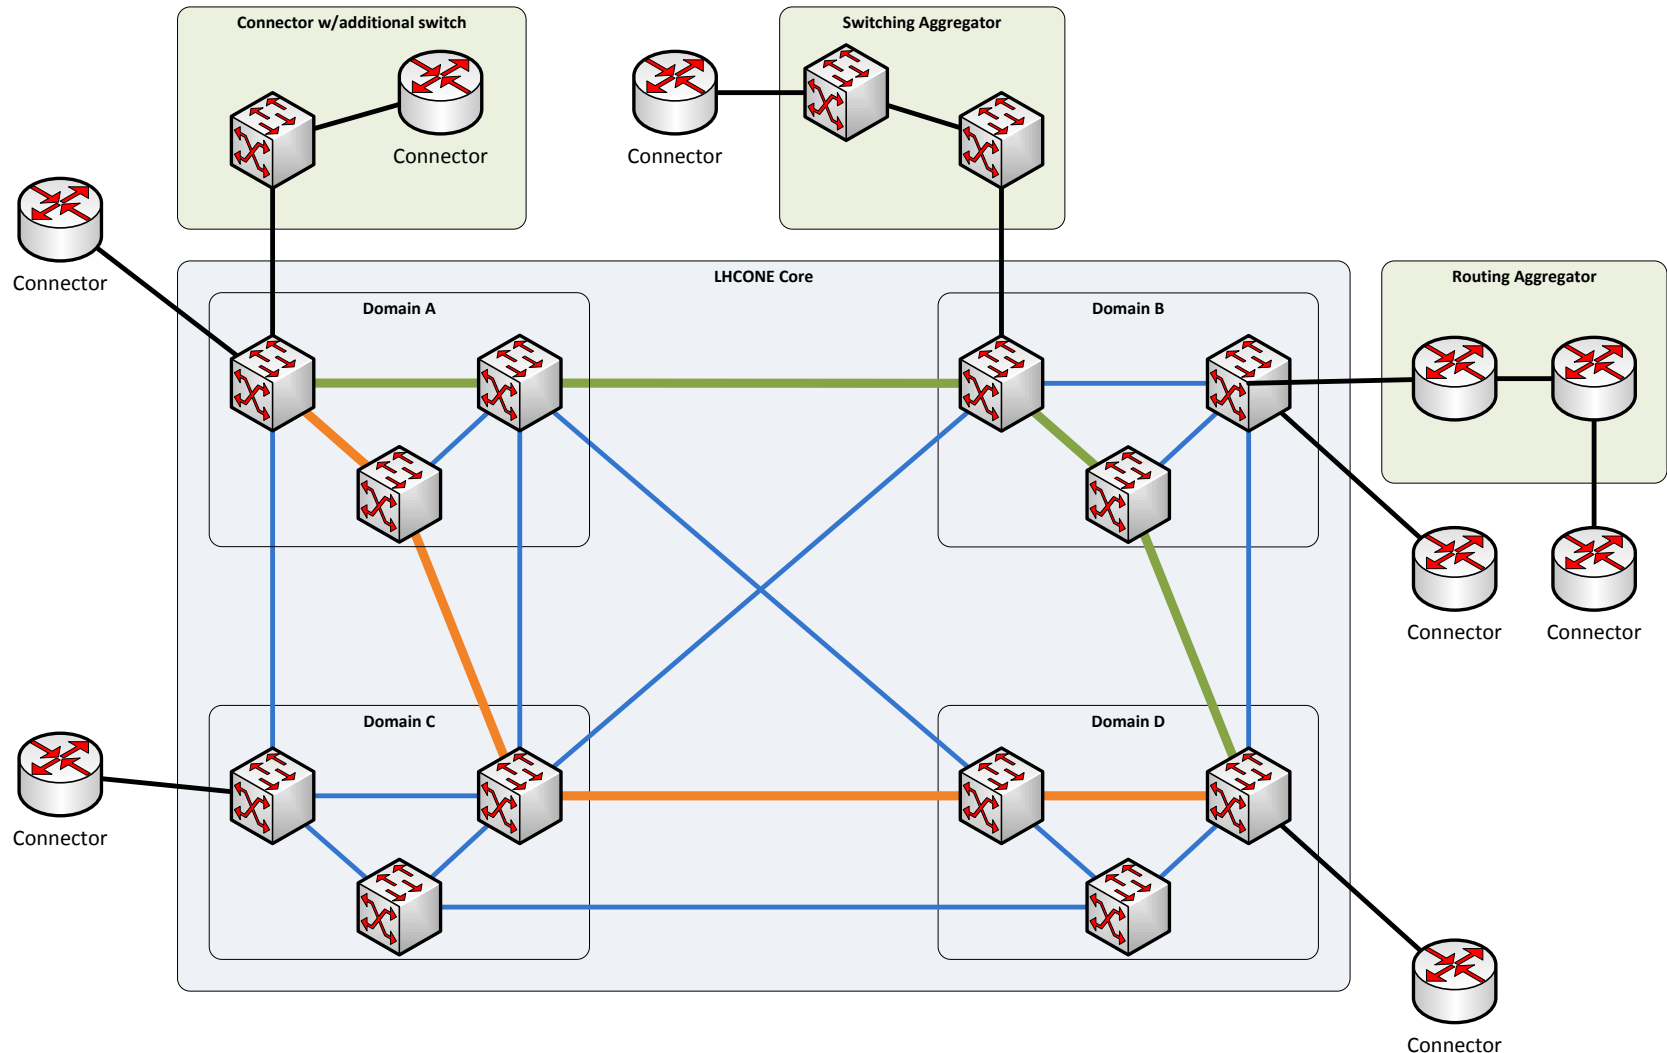 Connector w/additional switch
Switching Aggregator
Connector
Connector
Connector
LHCONE Core
Routing Aggregator
Domain A
Domain B
Connector
Connector
Domain C
Domain D
Connector
Connector